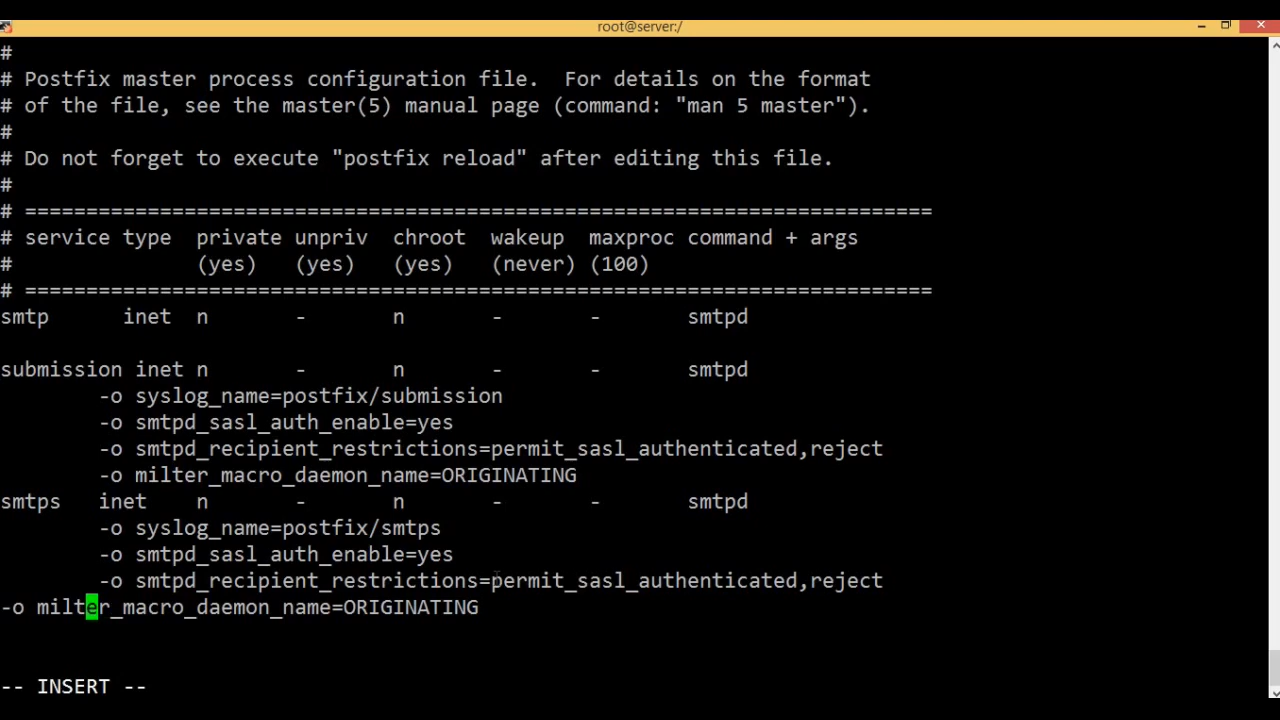 root@server:/
#
# Postfix master process configuration file.  For details on the format
# of the file, see the master(5) manual page (command: "man 5 master").
#
# Do not forget to execute "postfix reload" after editing this file.
#
# ==========================================================================
# service type  private unpriv  chroot  wakeup  maxproc command + args
#               (yes)   (yes)   (yes)   (never) (100)
# ==========================================================================
smtp      inet  n       -       n       -       -       smtpd
submission inet n       -       n       -       -       smtpd
        -o syslog_name=postfix/submission
        -o smtpd_sasl_auth_enable=yes
        -o smtpd_recipient_restrictions=permit_sasl_authenticated,reject
        -o milter_macro_daemon_name=ORIGINATING
smtps   inet    n       -       n       -       -       smtpd
        -o syslog_name=postfix/smtps
        -o smtpd_sasl_auth_enable=yes
        -o smtpd_recipient_restrictions=permit_sasl_authenticated,reject
-o milter_macro_daemon_name=ORIGINATING
-- INSERT --